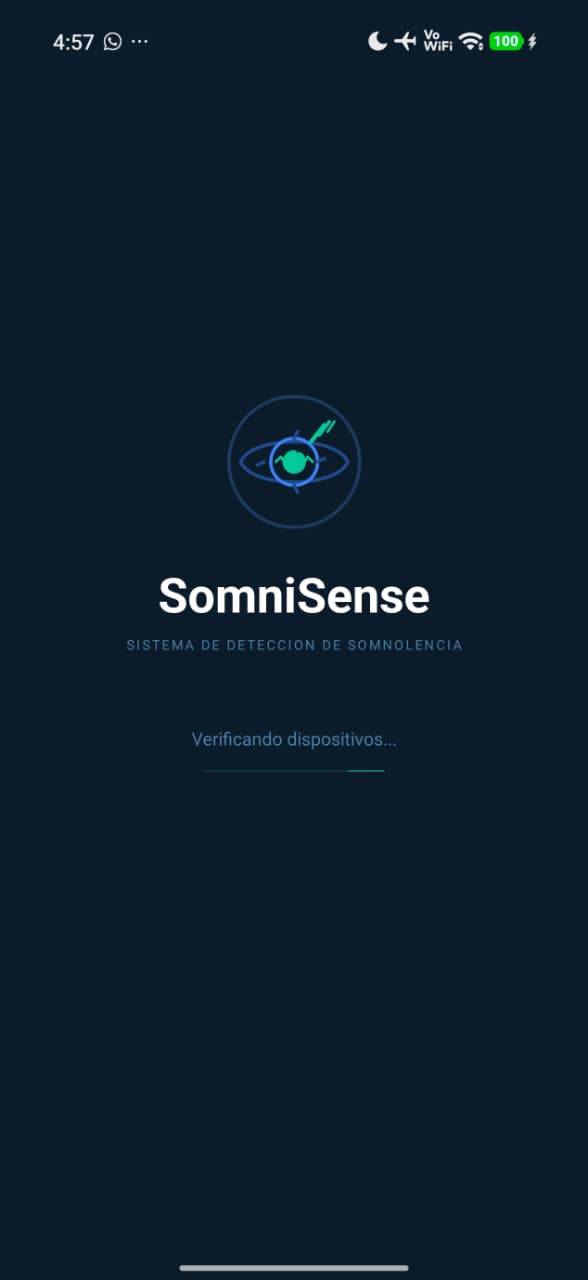 4:57 ... Vo WiFi 100
SomniSense
SISTEMA DE DETECCION DE SOMNOLENCIA
Verificando dispositivos...